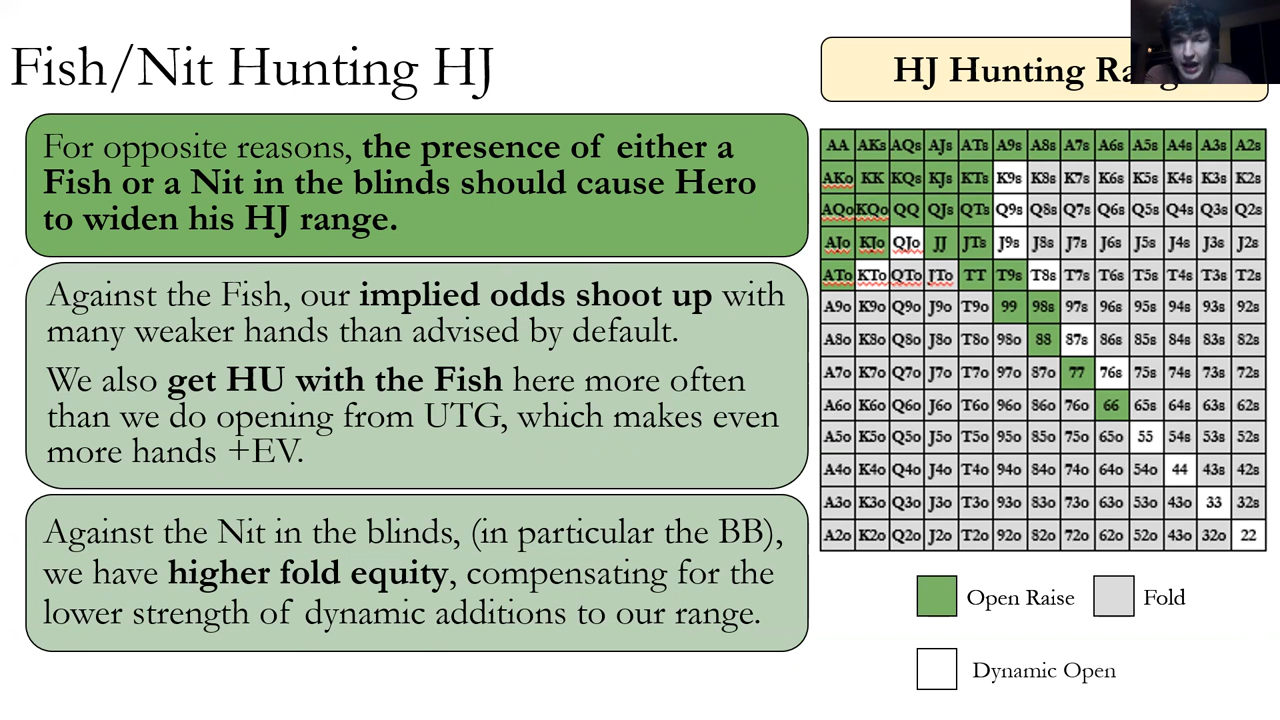 Fish/Nit Hunting HJ
For opposite reasons, the presence of either a
Fish or a Nit in the blinds should cause Hero
to widen his HJ range.
Against the Fish, our implied odds shoot up with
many weaker hands than advised by default.
We also get HU with the Fish here more often
than we do opening from UTG, which makes even
more hands +EV.
Against the Nit in the blinds, (in particular the BB),
we have higher fold equity, compensating for the
lower strength of dynamic additions to our range.
HJ Hunting
AA AKs AQs AJs ATs A9s A8s A7s A6s A5s A4s A3s A2s
AKo KK KQs KJs KTs K9s K8s K7s K6s K5s K4s K3s K2s
AQo KQo QQ QJs QTs Q9s Q8s Q7s Q6s Q5s Q4s Q3s Q2s
AJo KJo QJo JJ JTs J9s J8s J7s J6s J5s J4s J3s J2s
ATo KTo QTo JTo TT T9s T8s T7s T6s T5s T4s T3s T2s
A9o K9o Q9o J9o T9o 99 98s 97s 96s 95s 94s 93s 92s
A8o K8o Q8o J8o T8o 98o 88 87s 86s 85s 84s 83s 82s
A7o K7o Q7o J7o T7o 97o 87o 77 76s 75s 74s 73s 72s
A6o K6o Q6o J6o T6o 96o 86o 76o 66 65s 64s 63s 62s
A5o K5o Q5o J5o T5o 95o 85o 75o 65o 55 54s 53s 52s
A4o K4o Q4o J4o T4o 94o 84o 74o 64o 54o 44 43s 42s
A3o K3o Q3o J3o T3o 93o 83o 73o 63o 53o 43o 33 32s
A2o K2o Q2o J2o T2o 92o 82o 72o 62o 52o 43o 32o 22
Open Raise
Fold
Dynamic Open